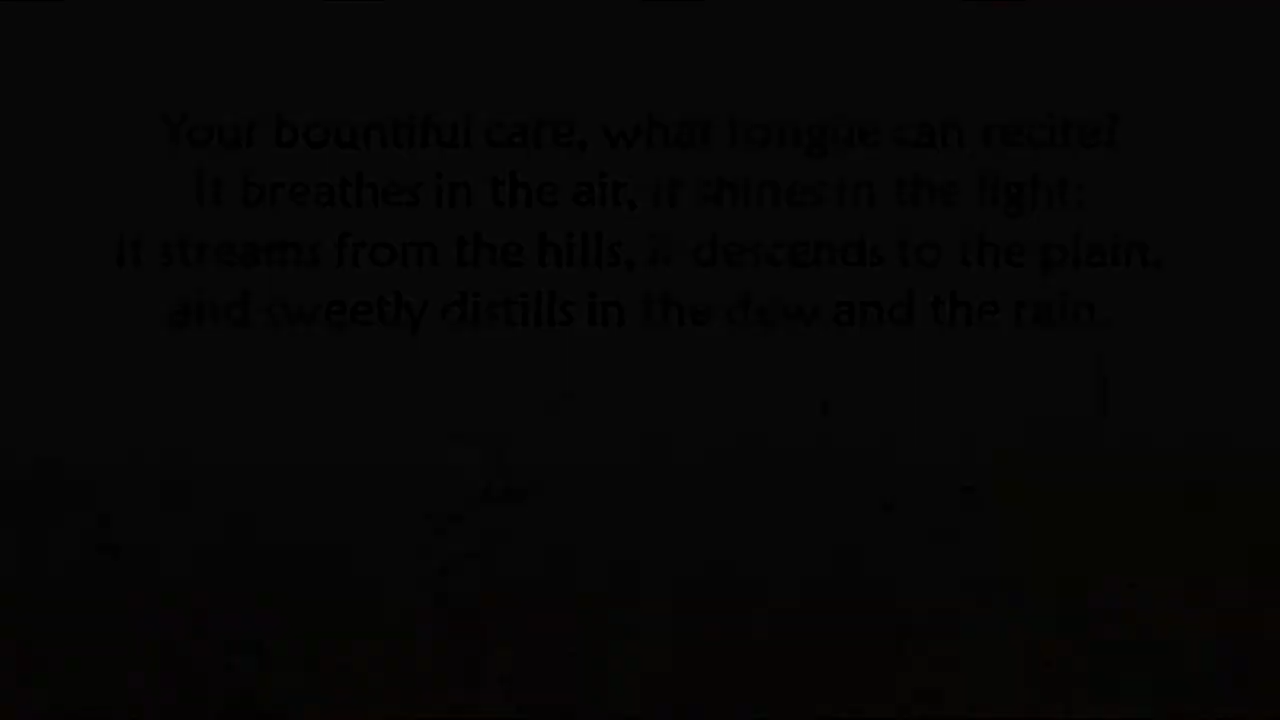 Your bountiful care, what tongue can recite?
It breathes in the air, it shines in the light;
it streams from the hills, it descends to the plain,
and sweetly distills in the dew and the rain.